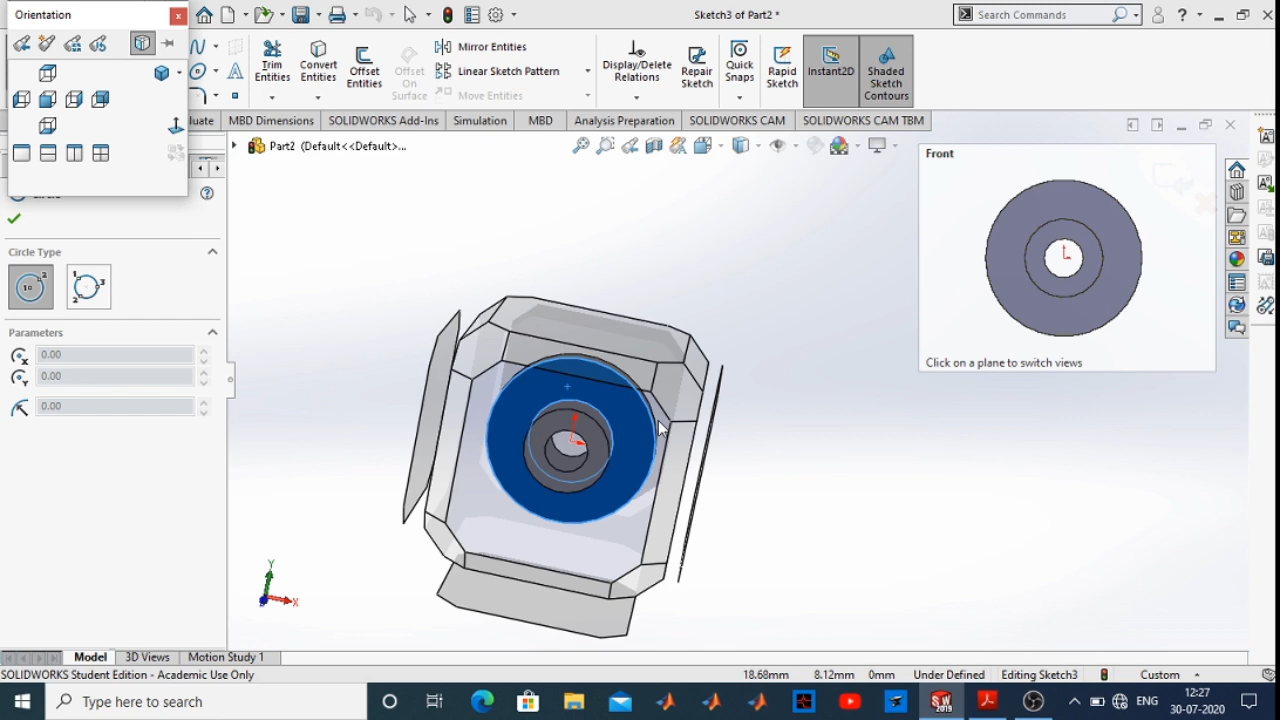 Orientation
Sketch3 of Part2 *
Search Commands
Trim Entities
Convert Entities
Offset Entities
Offset On Surface
Mirror Entities
Linear Sketch Pattern
Move Entities
Display/Delete Relations
Repair Sketch
Quick Snaps
Rapid Sketch
Instant2D
Shaded Sketch Contours
uate
MBD Dimensions
SOLIDWORKS Add-Ins
Simulation
MBD
Analysis Preparation
SOLIDWORKS CAM
SOLIDWORKS CAM TBM
Part2 (Default<<Default>...
Front
Click on a plane to switch views
Circle Type
Parameters
0.00
0.00
0.00
Y
X
Model
3D Views
Motion Study 1
SOLIDWORKS Student Edition - Academic Use Only
18.68mm
8.12mm
0mm
Under Defined
Editing Sketch3
Custom
Type here to search
SW
2019
ENG
12:27
30-07-2020